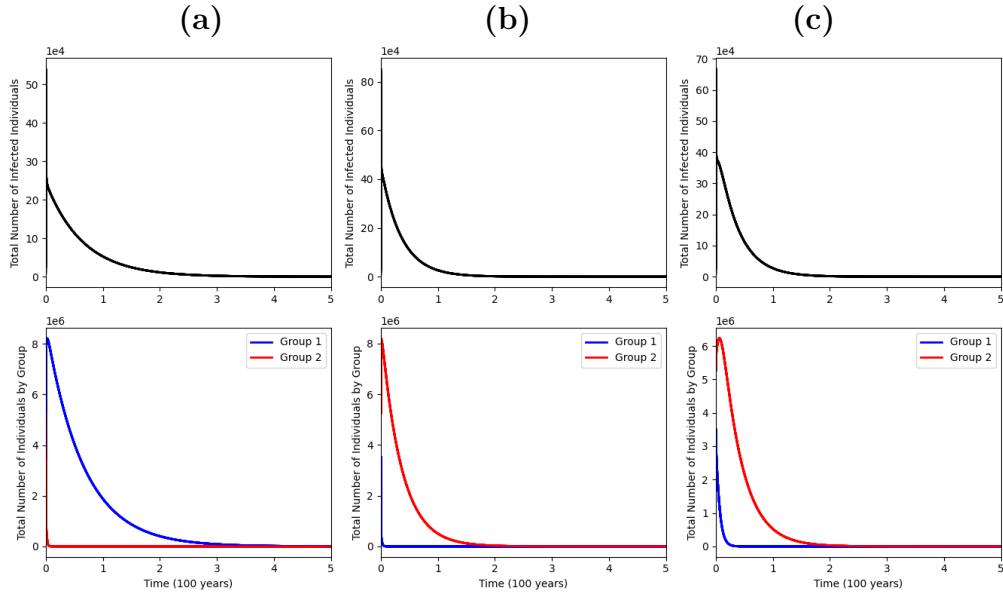 (a)
(b)
(c)
1e4
Total Number of Infected Individuals
50
40
30
20
10
0
0 1 2 3 4 5
1e4
Total Number of Infected Individuals
80
60
40
20
0
0 1 2 3 4 5
1e4
Total Number of Infected Individuals
70
60
50
40
30
20
10
0
0 1 2 3 4 5
1e6
Total Number of Individuals by Group
8
6
4
2
0
Group 1
Group 2
0 1 2 3 4 5
Time (100 years)
1e6
Total Number of Individuals by Group
8
6
4
2
0
Group 1
Group 2
0 1 2 3 4 5
Time (100 years)
1e6
Total Number of Individuals by Group
6
5
4
3
2
1
0
Group 1
Group 2
0 1 2 3 4 5
Time (100 years)